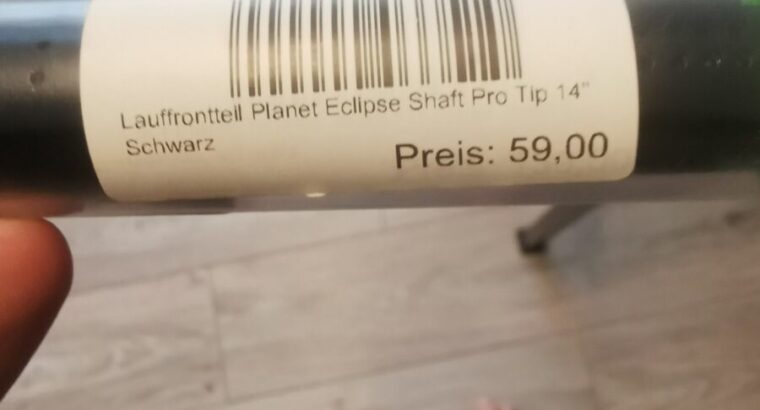 Lauffrontteil Planet Eclipse Shaft Pro Tip 14"
Schwarz
Preis: 59,00